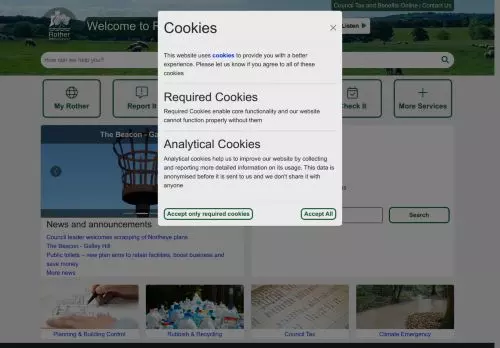 Council Tax and Benefits Online | Contact Us
Rother
Welcome to R
Listen
How can we help you?
My Rother
Report It
Check It
More Services
Cookies
This website uses cookies to provide you with a better
experience. Please let us know if you agree to all of these
cookies
Required Cookies
Required Cookies enable core functionality and our website
cannot function properly without them
Analytical Cookies
Analytical cookies help us to improve our website by collecting
and reporting more detailed information on its usage. This data is
anonymised before it is sent to us and we don't share it with
anyone
Accept only required cookies
Accept All
The Beacon - Ga
News and announcements
Council leader welcomes scrapping of Northeye plans
The Beacon - Galley Hill
Public toilets – new plan aims to retain facilities, boost business and
save money
More news
Search
Planning & Building Control
Rubbish & Recycling
Council Tax
Climate Emergency